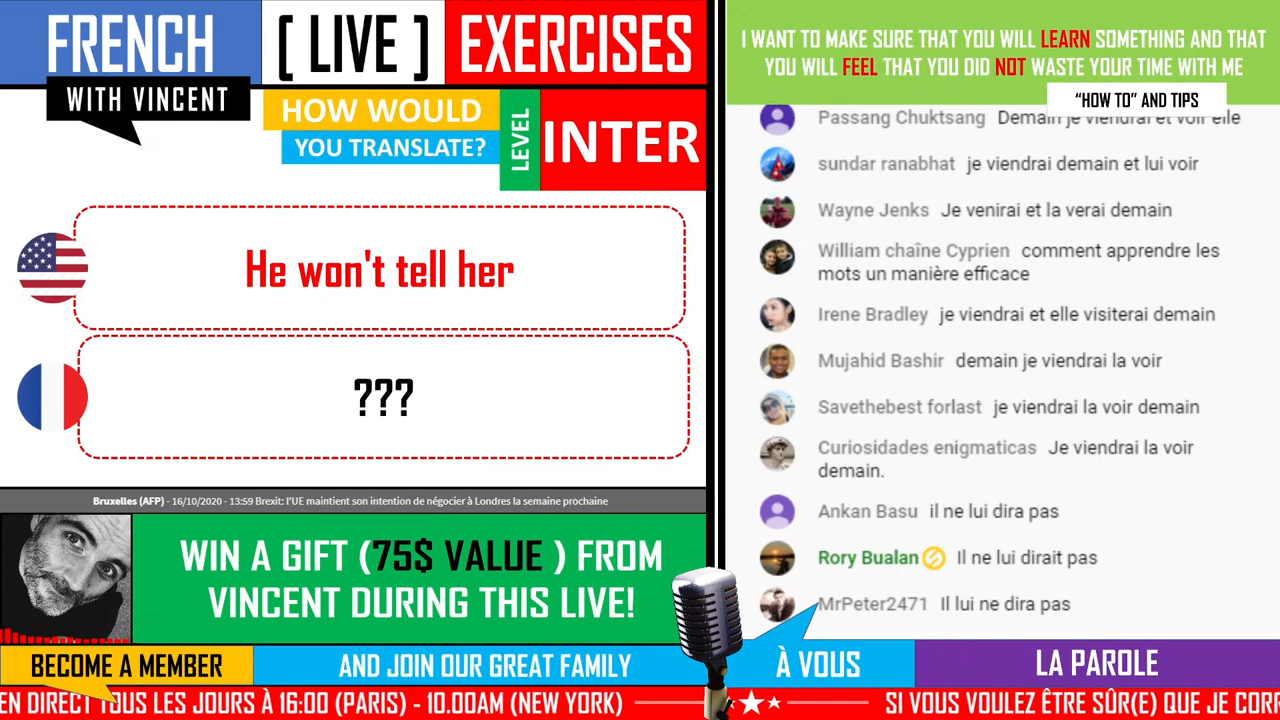 FRENCH
[ LIVE ]
EXERCISES
WITH VINCENT
HOW WOULD
YOU TRANSLATE?
LEVEL
INTER
He won't tell her
???
Bruxelles (AFP) - 16/10/2020 - 13:59 Brexit: l'UE maintient son intention de négocier à Londres la semaine prochaine
WIN A GIFT (75$ VALUE ) FROM
VINCENT DURING THIS LIVE!
BECOME A MEMBER
AND JOIN OUR GREAT FAMILY
I WANT TO MAKE SURE THAT YOU WILL LEARN SOMETHING AND THAT
YOU WILL FEEL THAT YOU DID NOT WASTE YOUR TIME WITH ME
“HOW TO” AND TIPS
Passang Chuktsang Demain je viendrai et voir elle
sundar ranabhat je viendrai demain et lui voir
Wayne Jenks Je venirai et la verai demain
William chaîne Cyprien comment apprendre les
mots un manière efficace
Irene Bradley je viendrai et elle visiterai demain
Mujahid Bashir demain je viendrai la voir
Savethebest forlast je viendrai la voir demain
Curiosidades enigmaticas Je viendrai la voir
demain.
Ankan Basu il ne lui dira pas
Rory Bualan Il ne lui dirait pas
MrPeter2471 Il lui ne dira pas
À VOUS
LA PAROLE
EN DIRECT TOUS LES JOURS À 16:00 (PARIS) - 10.00AM (NEW YORK)
SI VOUS VOULEZ ÊTRE SÛR(E) QUE JE CORR